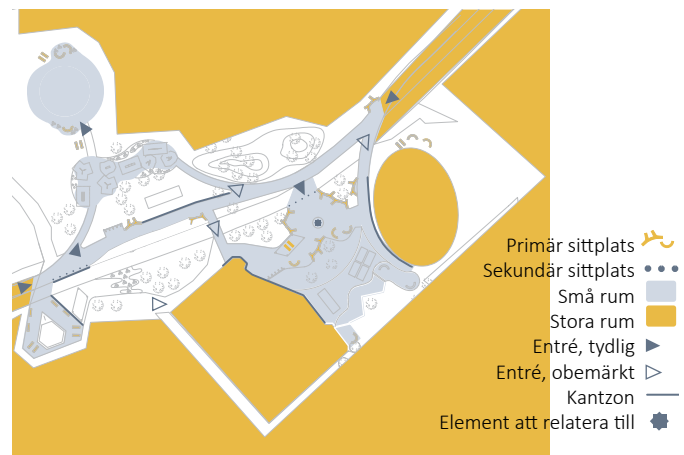 Primär sittplats
Sekundär sittplats
Små rum
Stora rum
Entré, tydlig
Entré, obemärkt
Kantzon
Element att relatera till